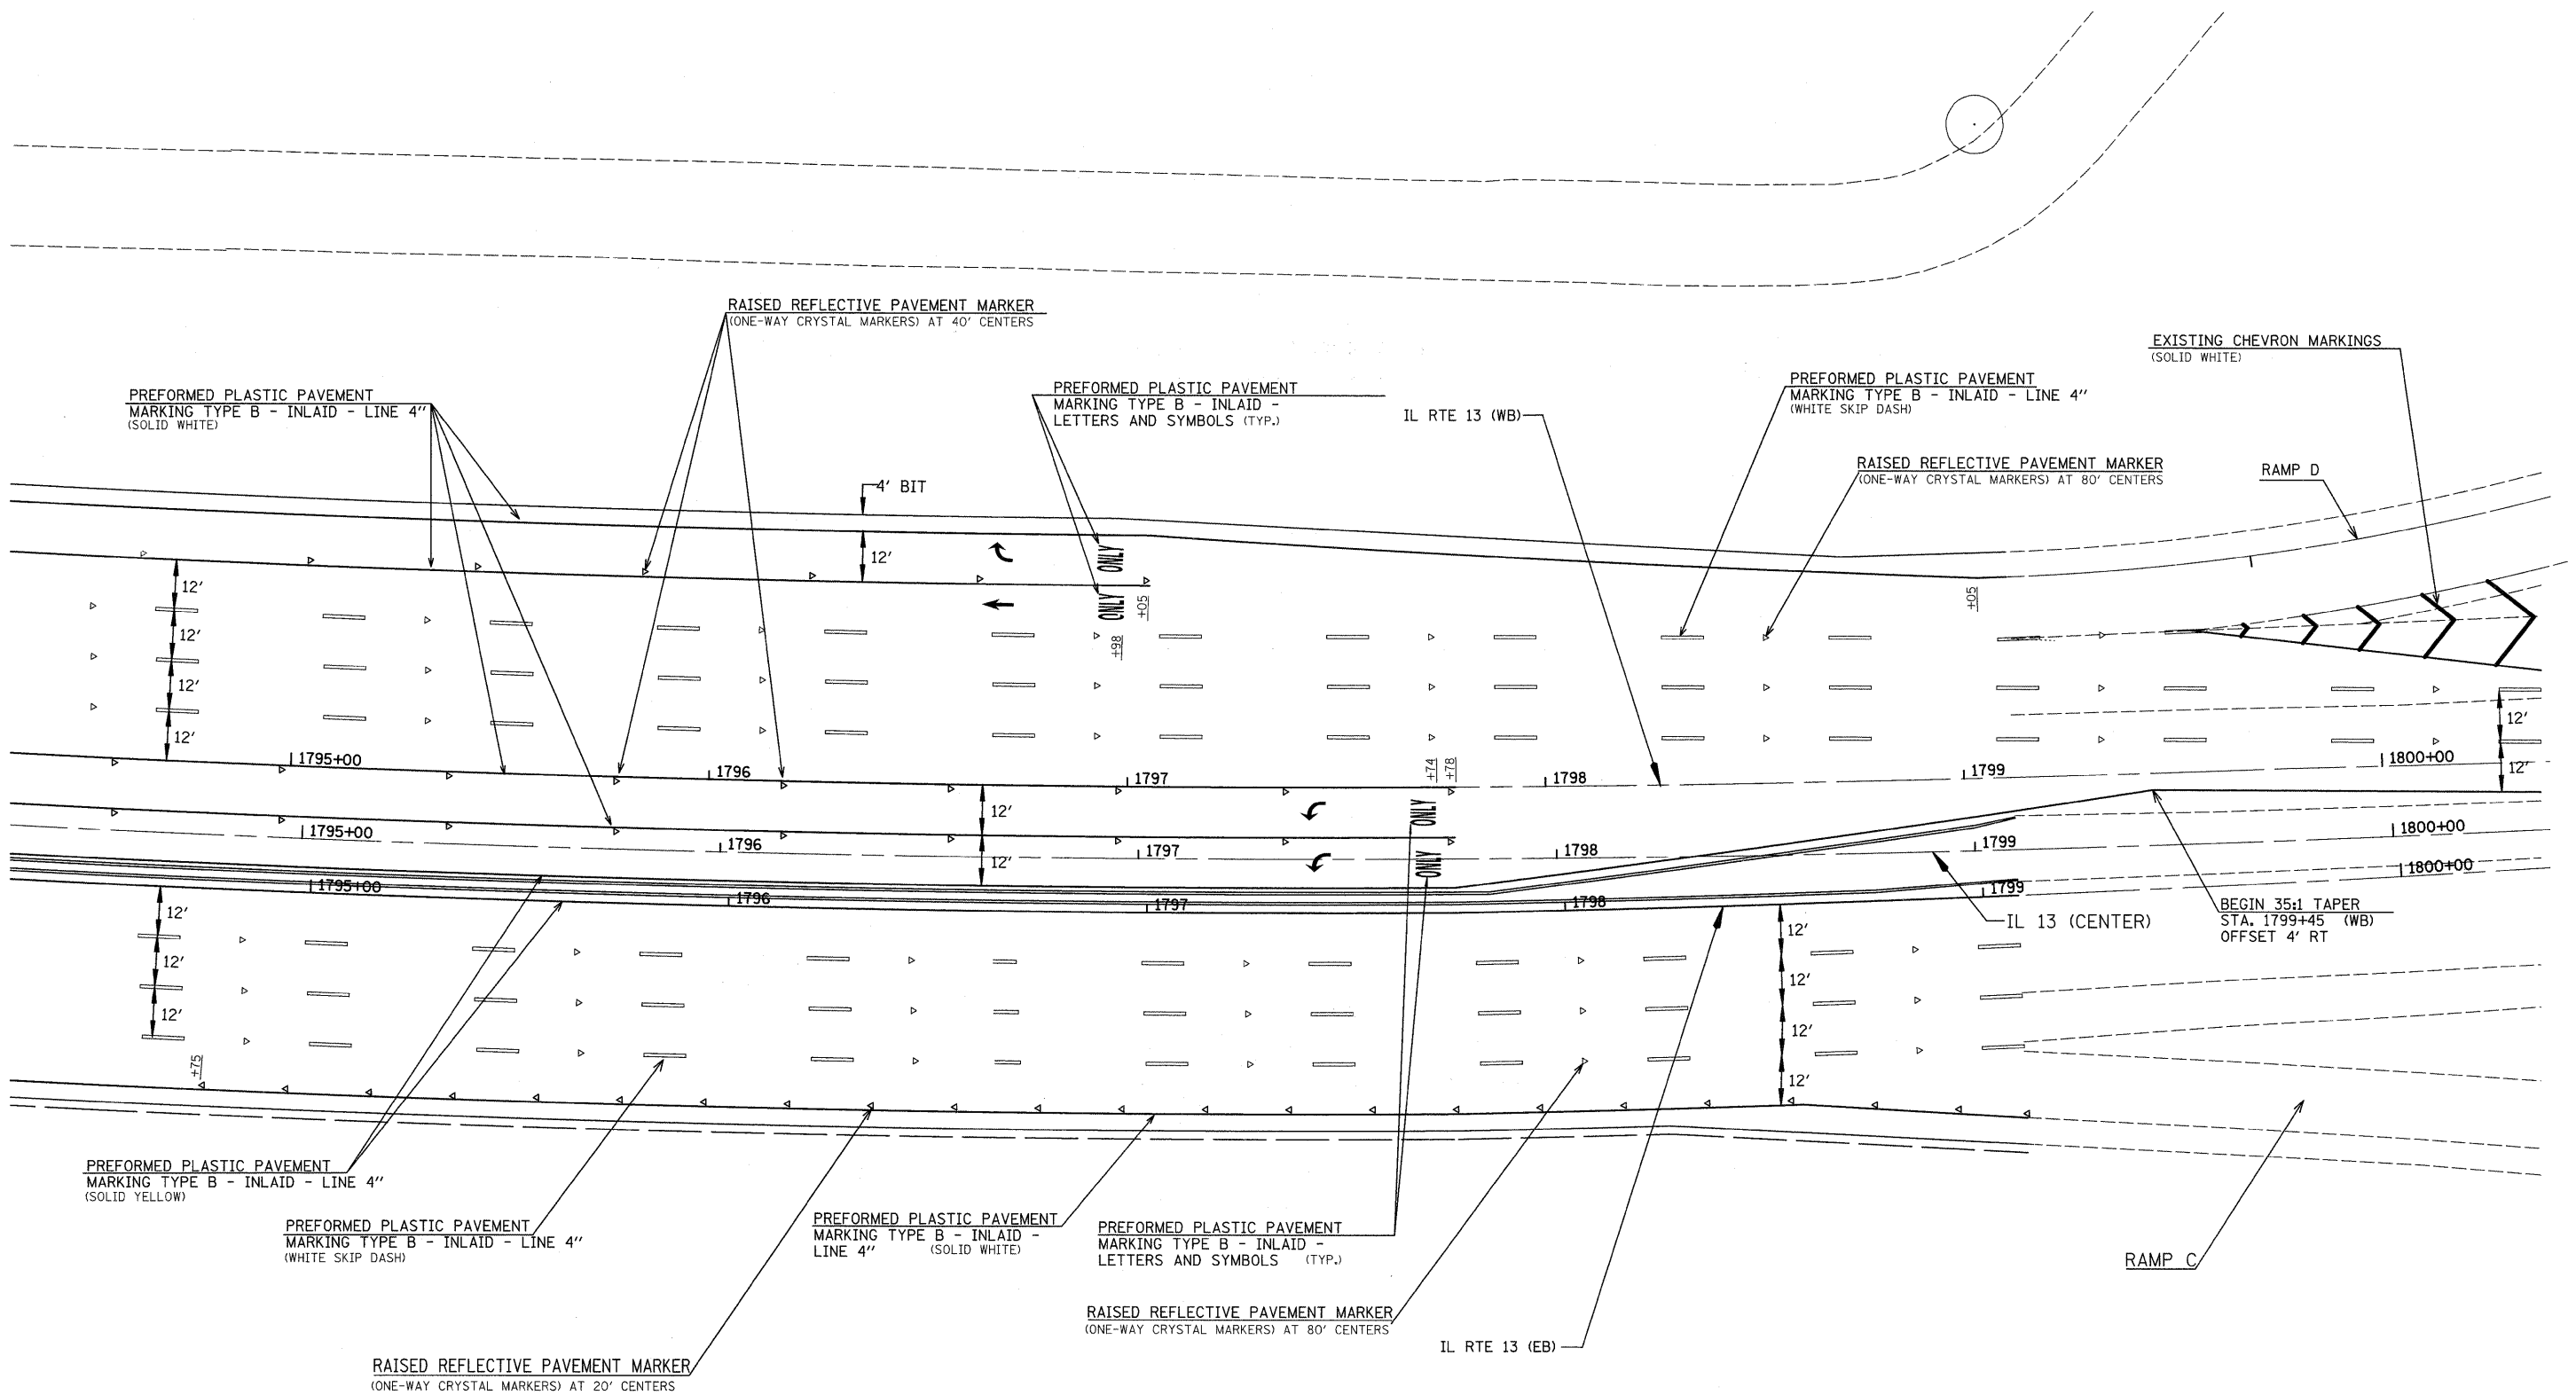 RAISED REFLECTIVE PAVEMENT MARKER
(ONE-WAY CRYSTAL MARKERS) AT 40' CENTERS
EXISTING CHEVRON MARKINGS
(SOLID WHITE)
PREFORMED PLASTIC PAVEMENT
MARKING TYPE B - INLAID - LINE 4"
(SOLID WHITE)
PREFORMED PLASTIC PAVEMENT
MARKING TYPE B - INLAID -
LETTERS AND SYMBOLS (TYP.)
IL RTE 13 (WB)
PREFORMED PLASTIC PAVEMENT
MARKING TYPE B - INLAID - LINE 4"
(WHITE SKIP DASH)
RAISED REFLECTIVE PAVEMENT MARKER
(ONE-WAY CRYSTAL MARKERS) AT 80' CENTERS
RAMP D
4' BIT
12'
ONLY
ONLY
+05
+98
+05
12'
12'
12'
12'
1795+00
1796
1797
+74
+78
1798
1799
1800+00
12'
12'
12'
ONLY
1795+00
1796
1797
1798
1799
1800+00
12'
ONLY
1795+00
1796
1797
1798
1799
1800+00
12'
12'
12'
12'
12'
12'
12'
IL 13 (CENTER)
BEGIN 35:1 TAPER
STA. 1799+45 (WB)
OFFSET 4' RT
+75
PREFORMED PLASTIC PAVEMENT
MARKING TYPE B - INLAID - LINE 4"
(SOLID YELLOW)
PREFORMED PLASTIC PAVEMENT
MARKING TYPE B - INLAID - LINE 4"
(WHITE SKIP DASH)
PREFORMED PLASTIC PAVEMENT
MARKING TYPE B - INLAID -
LINE 4" (SOLID WHITE)
PREFORMED PLASTIC PAVEMENT
MARKING TYPE B - INLAID -
LETTERS AND SYMBOLS (TYP.)
RAMP C
RAISED REFLECTIVE PAVEMENT MARKER
(ONE-WAY CRYSTAL MARKERS) AT 80' CENTERS
IL RTE 13 (EB)
RAISED REFLECTIVE PAVEMENT MARKER
(ONE-WAY CRYSTAL MARKERS) AT 20' CENTERS